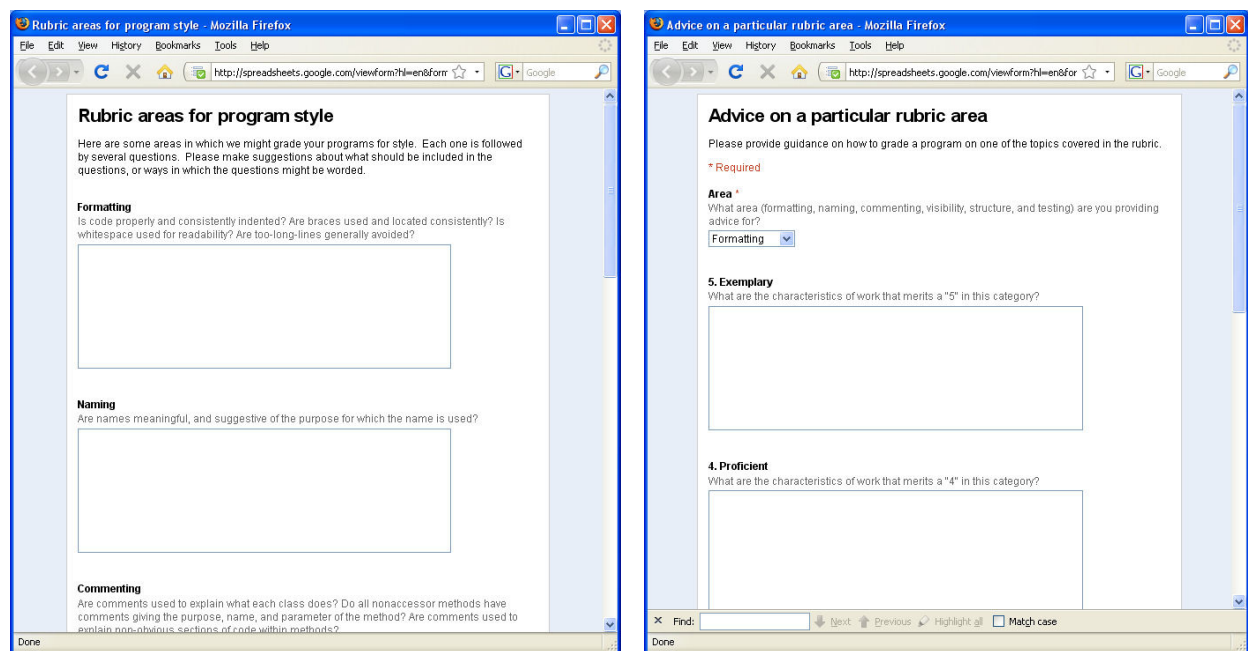 Rubric areas for program style - Mozilla Firefox
File Edit View History Bookmarks Tools Help
http://spreadsheets.google.com/viewform?hl=en&forr
G Google
Rubric areas for program style
Here are some areas in which we might grade your programs for style. Each one is followed
by several questions. Please make suggestions about what should be included in the
questions, or ways in which the questions might be worded.
Formatting
Is code properly and consistently indented? Are braces used and located consistently? Is
whitespace used for readability? Are too-long-lines generally avoided?
Naming
Are names meaningful, and suggestive of the purpose for which the name is used?
Commenting
Are comments used to explain what each class does? Do all nonaccessor methods have
comments giving the purpose, name, and parameter of the method? Are comments used to
explain non-obvious sections of code within methods?
Done
Advice on a particular rubric area - Mozilla Firefox
File Edit View History Bookmarks Tools Help
http://spreadsheets.google.com/viewform?hl=en&for
G Google
Advice on a particular rubric area
Please provide guidance on how to grade a program on one of the topics covered in the rubric.
* Required
Area *
What area (formatting, naming, commenting, visibility, structure, and testing) are you providing
advice for?
Formatting
5. Exemplary
What are the characteristics of work that merits a "5" in this category?
4. Proficient
What are the characteristics of work that merits a "4" in this category?
Find: Next Previous Highlight all Match case
Done